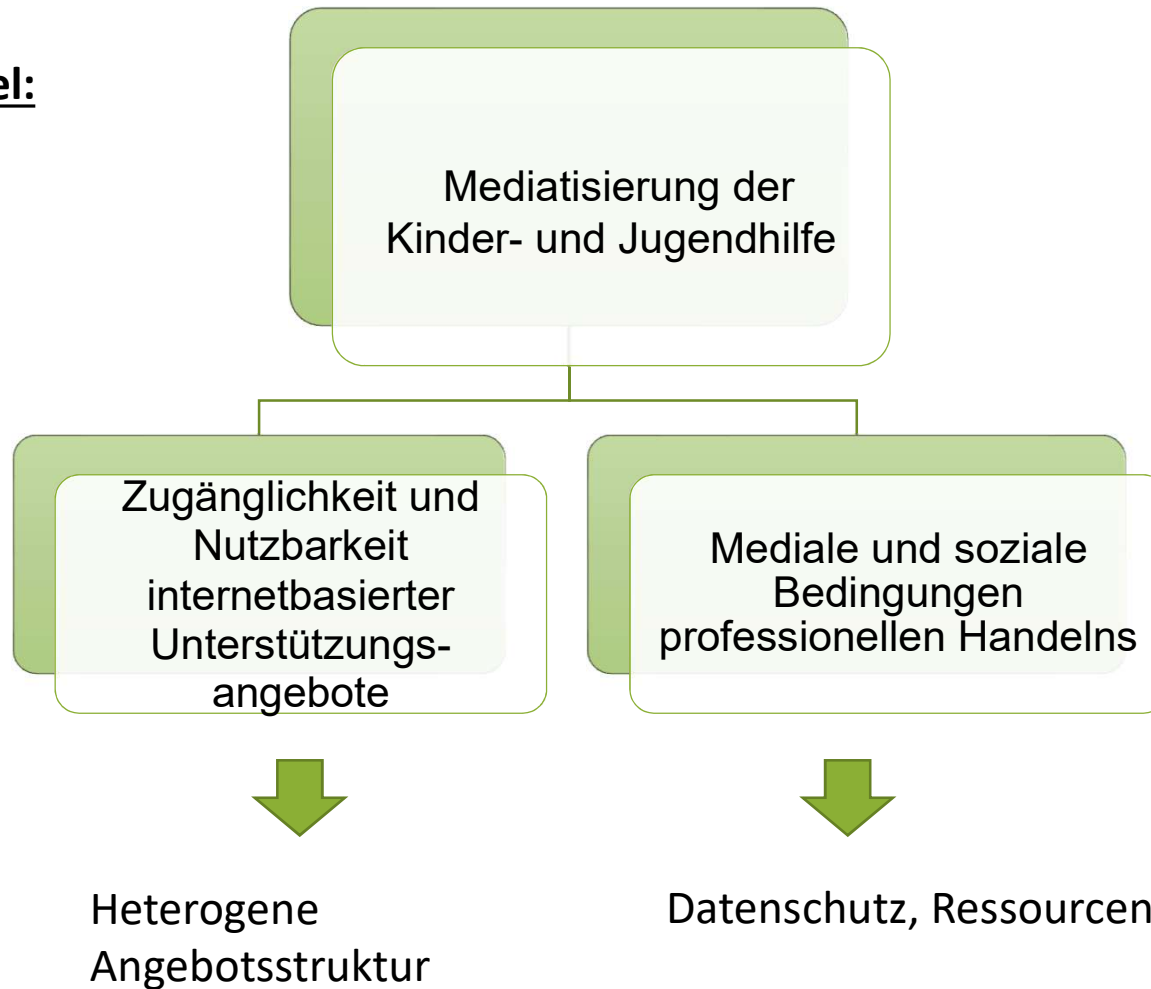 el:
Mediatisierung der
Kinder- und Jugendhilfe
Zugänglichkeit und
Nutzbarkeit
internetbasierter
Unterstützungs-
angebote
Mediale und soziale
Bedingungen
professionellen Handelns
Heterogene
Angebotsstruktur
Datenschutz, Ressourcen